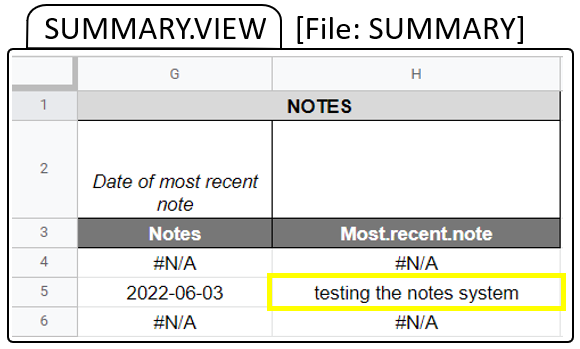 SUMMARY.VIEW [File: SUMMARY]
G H
1 NOTES
2 Date of most recent
note
3 Notes Most.recent.note
4 #N/A #N/A
5 2022-06-03 testing the notes system
6 #N/A #N/A